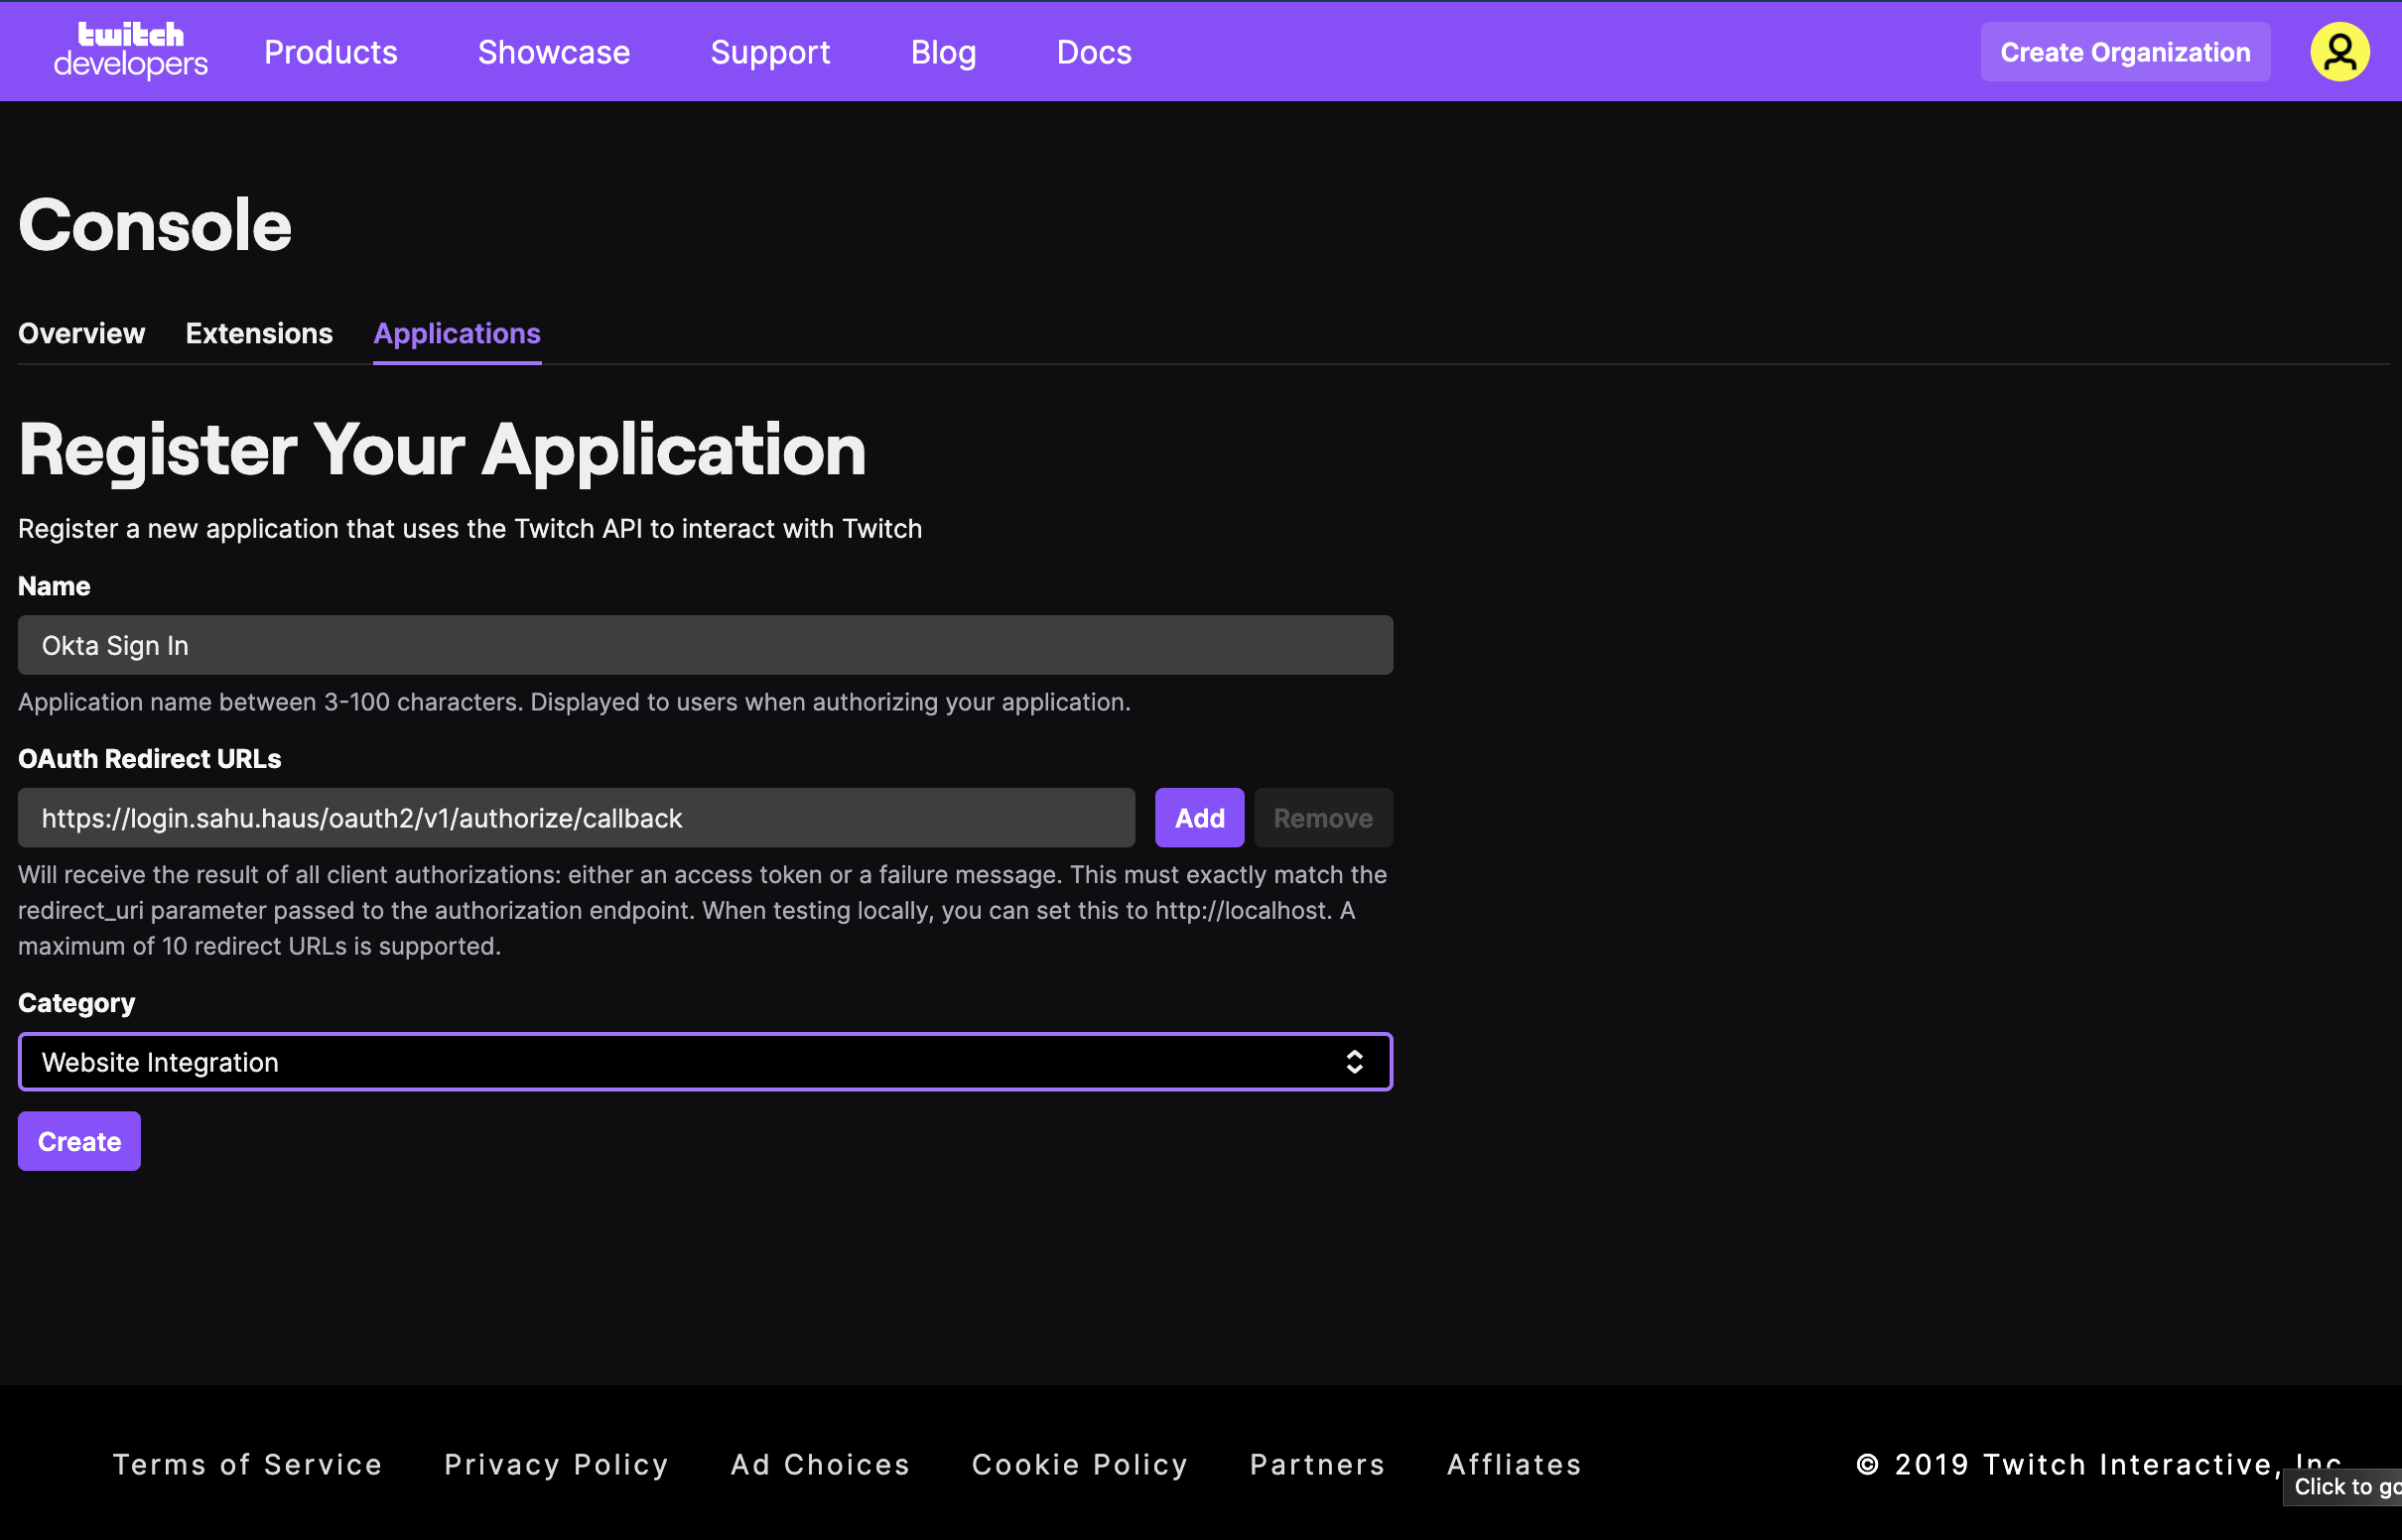 twitch
developers
Products Showcase Support Blog Docs Create Organization
Console
Overview Extensions Applications
Register Your Application
Register a new application that uses the Twitch API to interact with Twitch
Name
Okta Sign In
Application name between 3-100 characters. Displayed to users when authorizing your application.
OAuth Redirect URLs
https://login.sahu.haus/oauth2/v1/authorize/callback Add Remove
Will receive the result of all client authorizations: either an access token or a failure message. This must exactly match the
redirect_uri parameter passed to the authorization endpoint. When testing locally, you can set this to http://localhost. A
maximum of 10 redirect URLs is supported.
Category
Website Integration
Create
Terms of Service Privacy Policy Ad Choices Cookie Policy Partners Affliates © 2019 Twitch Interactive, Inc
Click to go